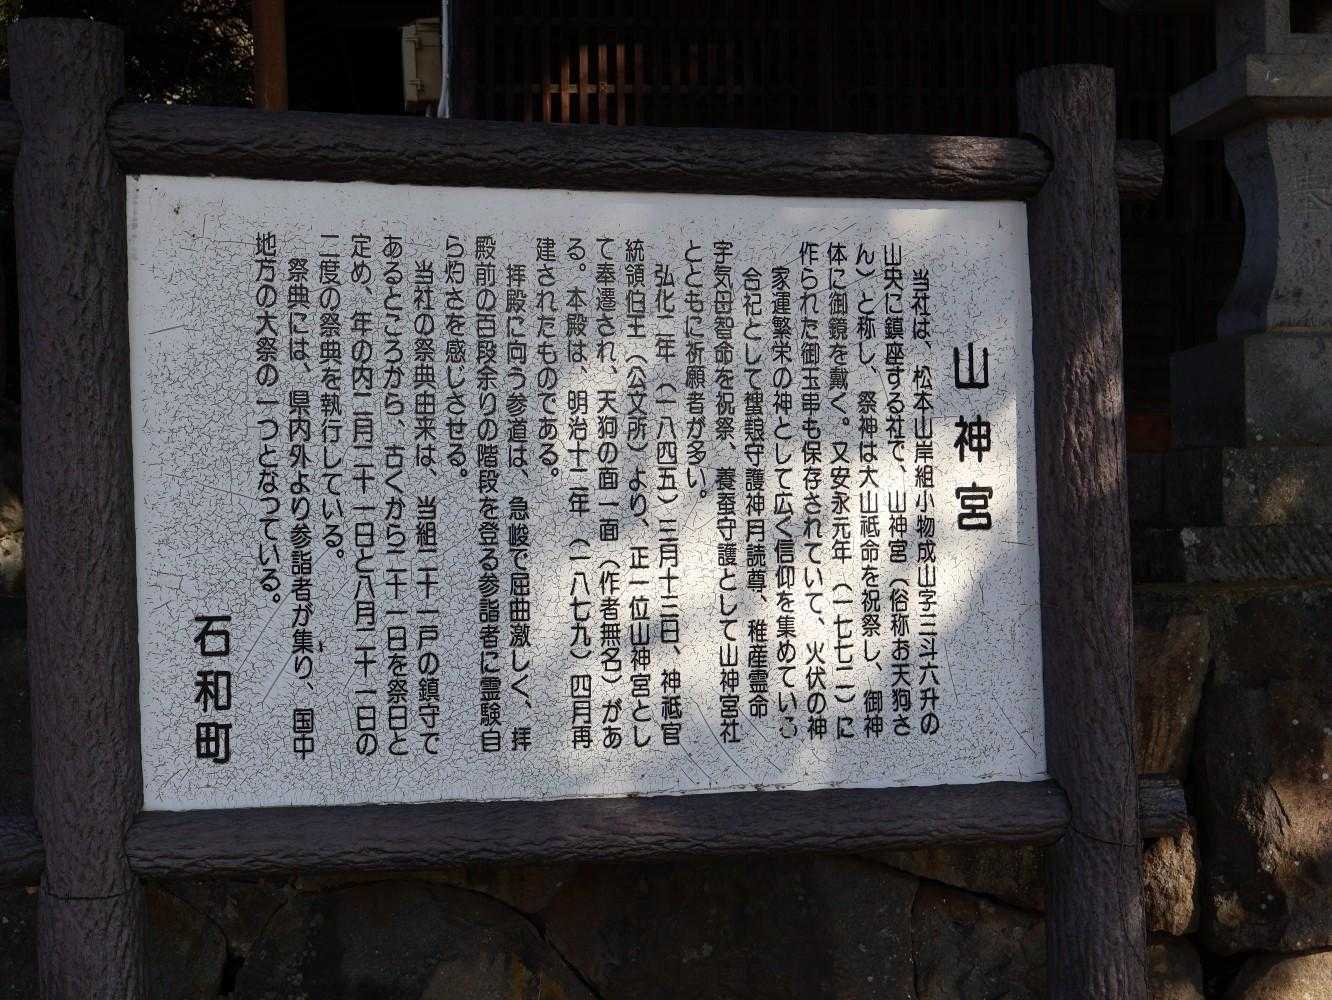 山神宮
当社は、松本山岸組小物成山字三斗六升の
山央に鎮座する社で、山神宮（俗称お天狗さ
ん）と称し、祭神は大山祇命を祝祭し、御神
体に御鏡を戴く。又安永元年（一七七二）に
作られた御玉串も保存されていて、火伏の神
家運繁栄の神として広く信仰を集めている
合祀として狸䝤守護神月読尊、稚産霊命
字気母智命を祝祭、養蚕守護として山神宮社
とともに祈願者が多い。
弘化二年（一八四五）三月十三日、神祗官
統領伯王（公文所）より、正一位山神宮とし
て奉遷され、天狗の面一面（作者無名）があ
る。本殿は、明治十二年（一八七九）四月再
建されたものである。
拝殿に向う参道は、急峻で屈曲激しく、拝
殿前の百段余りの階段を登る参詣者に霊験自
ら灼さを感じさせる。
当社の祭典由来は、当組二十一戸の鎮守で
あるところから、古くから二十一日を祭日と
定め、年の内二月二十一日と八月二十一日の
二度の祭典を執行している。
祭典には、県内外より参詣者が集り、国中
地方の大祭の一つとなっている。
石和町